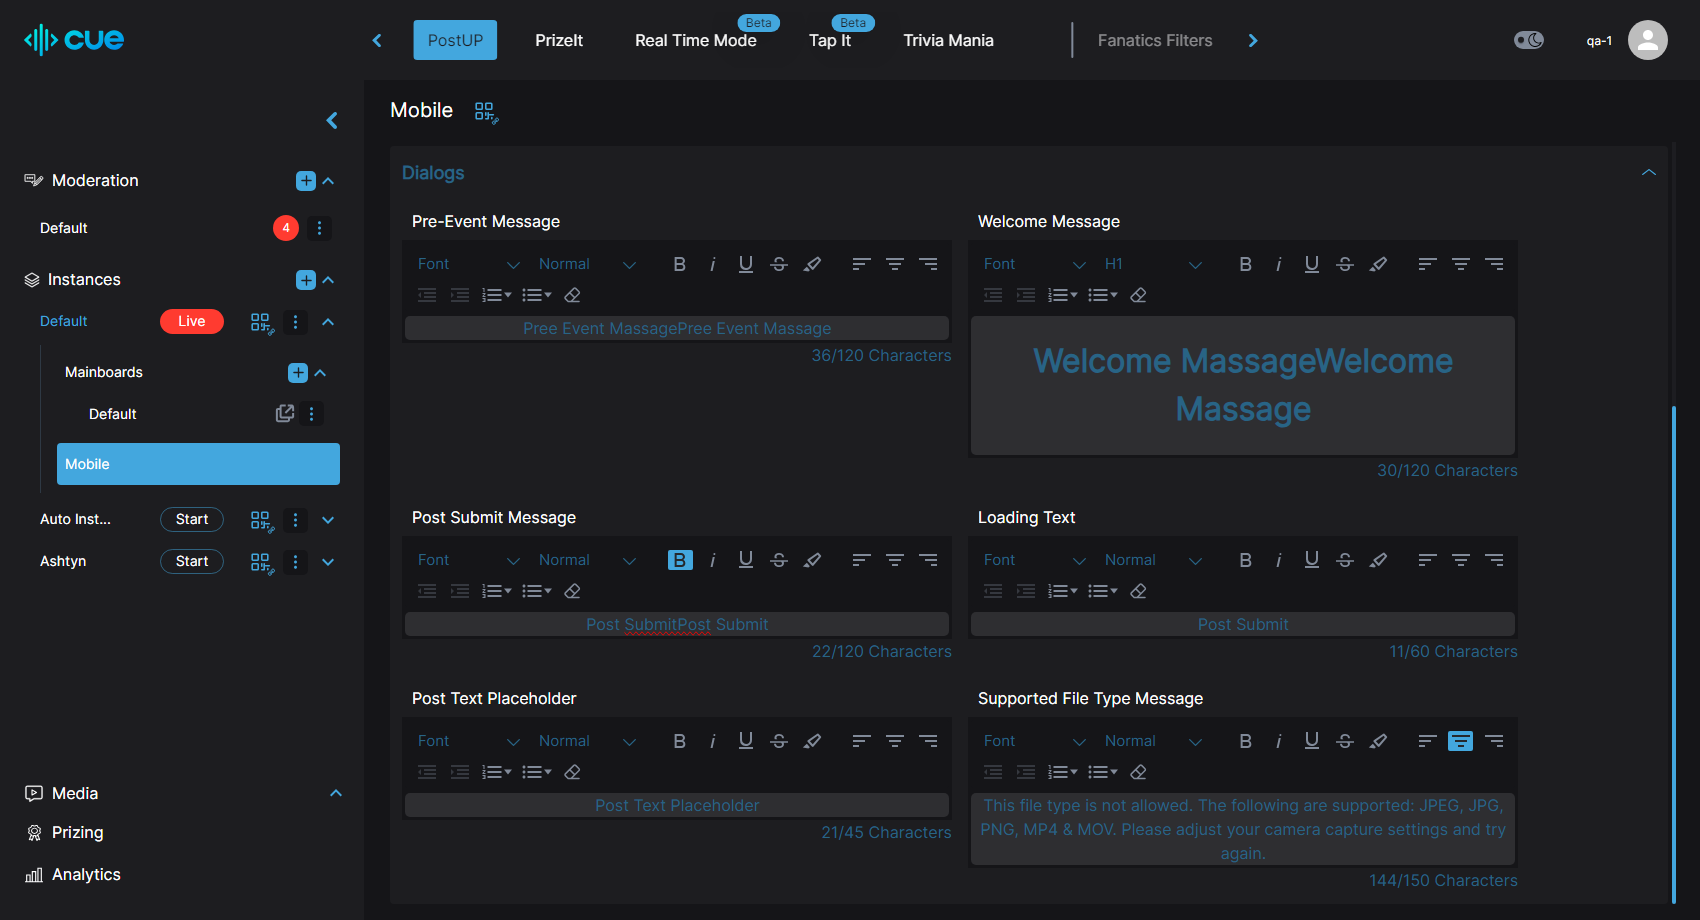 cue
PostUP
PrizeIt
Real Time Mode
Beta
Tap It
Beta
Trivia Mania
Fanatics Filters
qa-1
Mobile
Moderation
Default
4
Instances
Default
Live
Mainboards
Default
Mobile
Auto Inst...
Start
Ashtyn
Start
Media
Prizing
Analytics
Dialogs
Pre-Event Message
Font
Normal
B i U S
Pree Event MassagePree Event Massage
36/120 Characters
Welcome Message
Font
H1
B i U S
Welcome MassageWelcome
Massage
30/120 Characters
Post Submit Message
Font
Normal
B i U S
Post SubmitPost Submit
22/120 Characters
Loading Text
Font
Normal
B i U S
Post Submit
11/60 Characters
Post Text Placeholder
Font
Normal
B i U S
Post Text Placeholder
21/45 Characters
Supported File Type Message
Font
Normal
B i U S
This file type is not allowed. The following are supported: JPEG, JPG,
PNG, MP4 & MOV. Please adjust your camera capture settings and try
again.
144/150 Characters